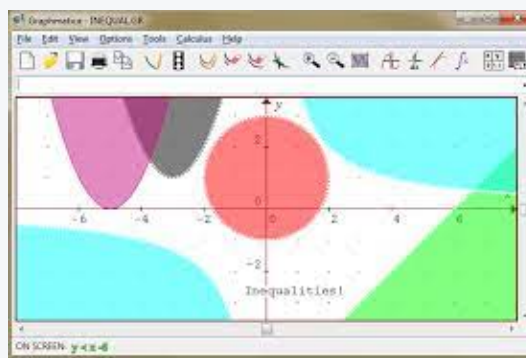 Graphmatica - INEQUAL.GR
File Edit View Options Tools Calculus Help
y
2
0
-6 -4 -2 0 2 4 6
-2
Inequalities!
ON SCREEN: y < x -6